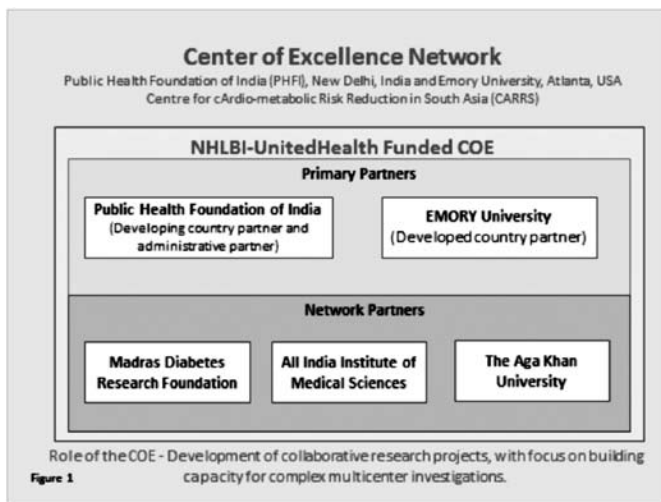 Center of Excellence Network
Public Health Foundation of India (PHFI), New Delhi, India and Emory University, Atlanta, USA
Centre for cArdio-metabolic Risk Reduction in South Asia (CARRS)
NHLBI-UnitedHealth Funded COE
Primary Partners
Public Health Foundation of India
(Developing country partner and
administrative partner)
EMORY University
(Developed country partner)
Network Partners
Madras Diabetes
Research Foundation
All India Institute of
Medical Sciences
The Aga Khan
University
Role of the COE - Development of collaborative research projects, with focus on building
capacity for complex multicenter investigations.
Figure 1